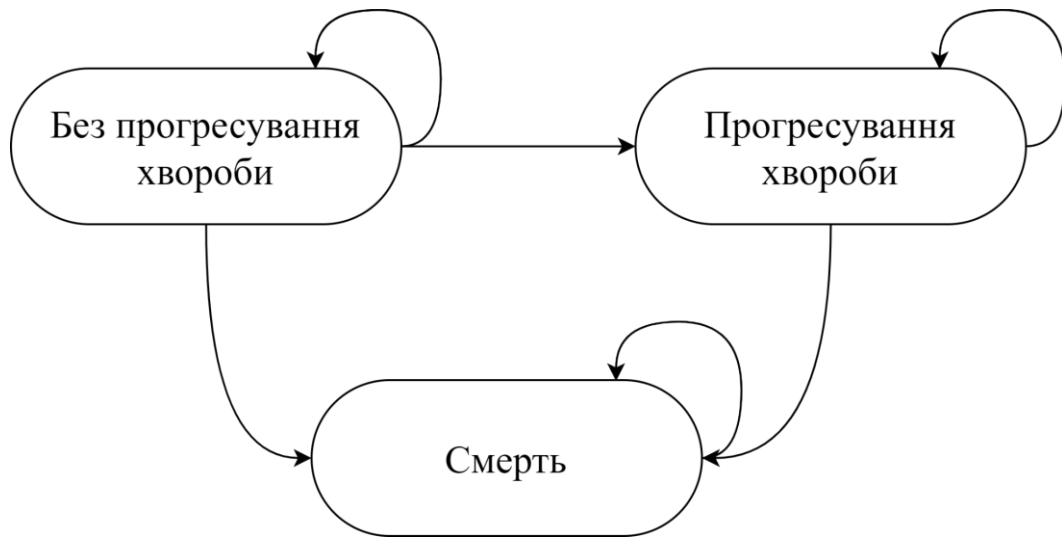 Без прогресування
хвороби
Прогресування
хвороби
Смерть